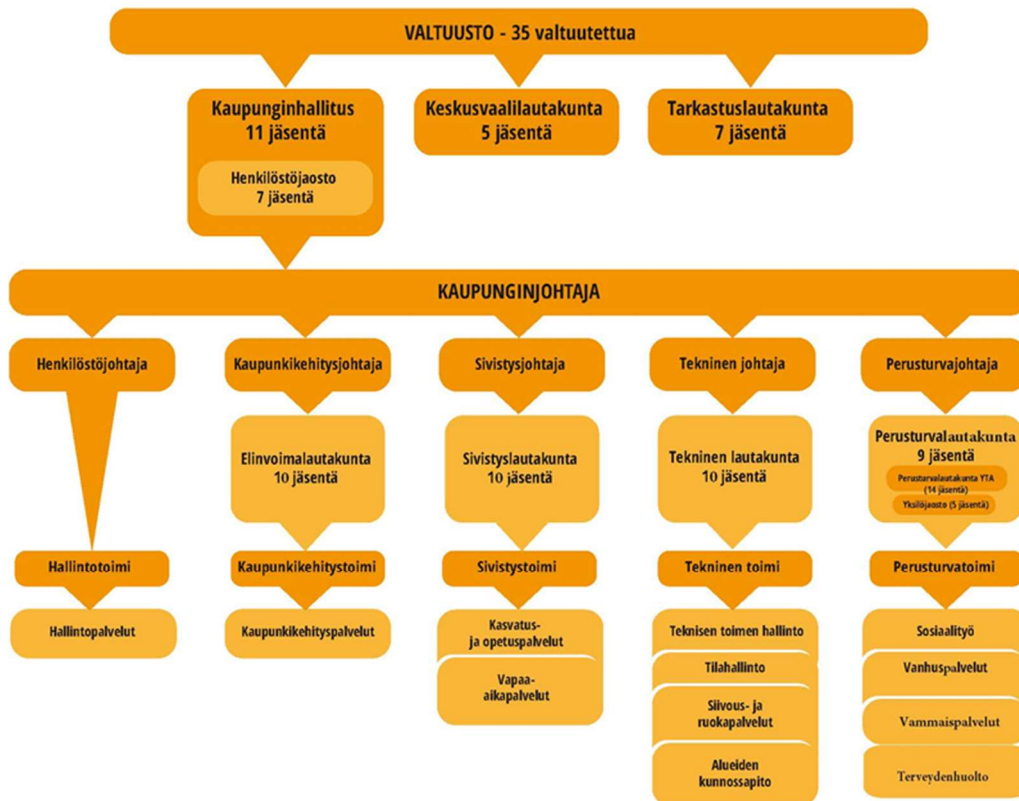 VALTUUSTO - 35 valtuutettua
Kaupunginhallitus
11 jäsentä
Henkilöstöjaosto
7 jäsentä
Keskusvaalilautakunta
5 jäsentä
Tarkastuslautakunta
7 jäsentä
KAUPUNGINJOHTAJA
Henkilöstöjohtaja
Kaupunkikehitysjohtaja
Sivistysjohtaja
Tekninen johtaja
Perusturvajohtaja
Elinvoimalautakunta
10 jäsentä
Sivistyslautakunta
10 jäsentä
Tekninen lautakunta
10 jäsentä
Perusturvalautakunta
9 jäsentä
Perusturvalautakunta YTA
(14 jäsentä)
Yksilöjaosto (5 jäsentä)
Hallintotoimi
Kaupunkikehitystoimi
Sivistystoimi
Tekninen toimi
Perusturvatoimi
Hallintopalvelut
Kaupunkikehityspalvelut
Kasvatus-
ja opetuspalvelut
Vapaa-
aikapalvelut
Teknisen toimen hallinto
Tilahallinto
Siivous- ja
ruokapalvelut
Alueiden
kunnossapito
Sosiaalityö
Vanhuspalvelut
Vammaispalvelut
Terveydenhuolto